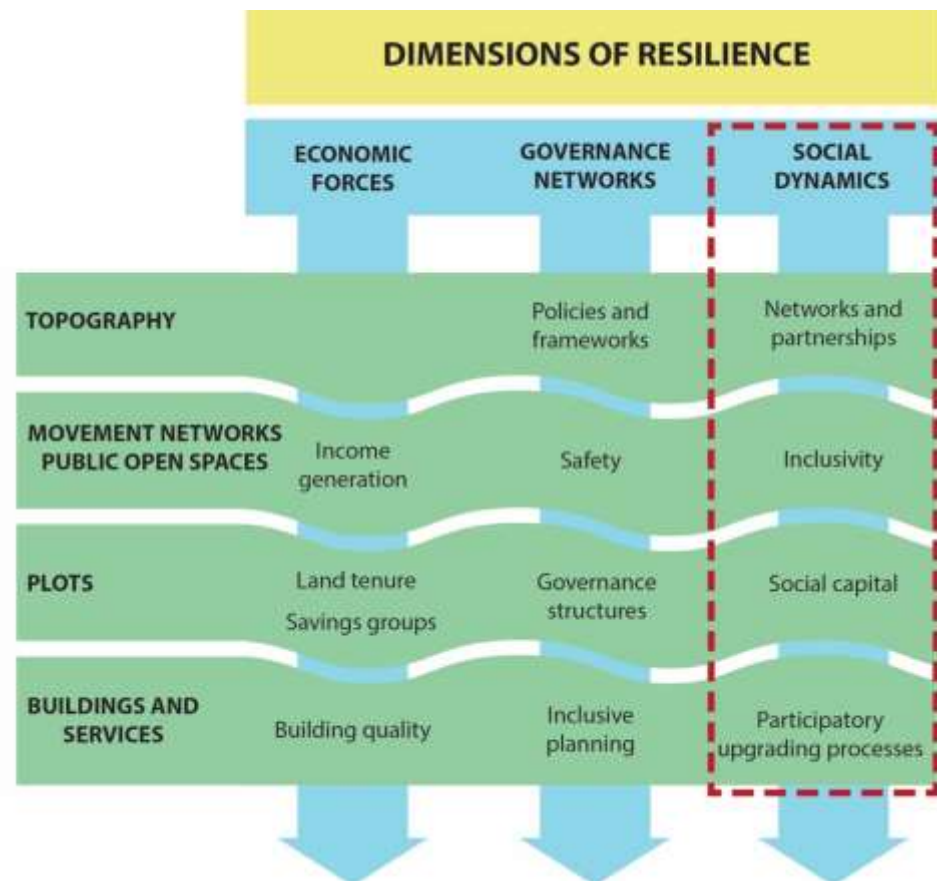 DIMENSIONS OF RESILIENCE
ECONOMIC
FORCES
GOVERNANCE
NETWORKS
SOCIAL
DYNAMICS
TOPOGRAPHY
Policies and
frameworks
Networks and
partnerships
MOVEMENT NETWORKS
PUBLIC OPEN SPACES
Income
generation
Safety
Inclusivity
PLOTS
Land tenure
Savings groups
Governance
structures
Social capital
BUILDINGS AND
SERVICES
Building quality
Inclusive
planning
Participatory
upgrading processes